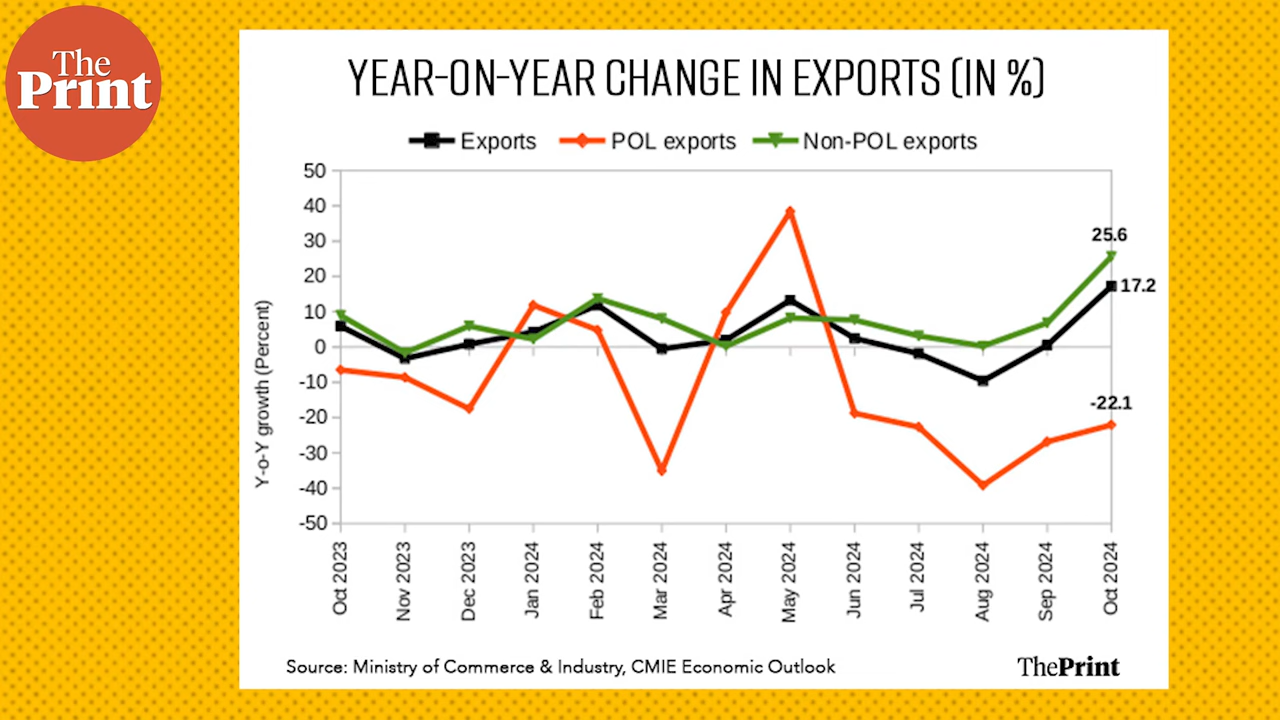 The
Print
YEAR-ON-YEAR CHANGE IN EXPORTS (IN %)
Exports POL exports Non-POL exports
Y-o-Y growth (Percent)
50
40
30
20
10
0
-10
-20
-30
-40
-50
25.6
17.2
-22.1
Oct 2023
Nov 2023
Dec 2023
Jan 2024
Feb 2024
Mar 2024
Apr 2024
May 2024
Jun 2024
Jul 2024
Aug 2024
Sep 2024
Oct 2024
Source: Ministry of Commerce & Industry, CMIE Economic Outlook
ThePrint